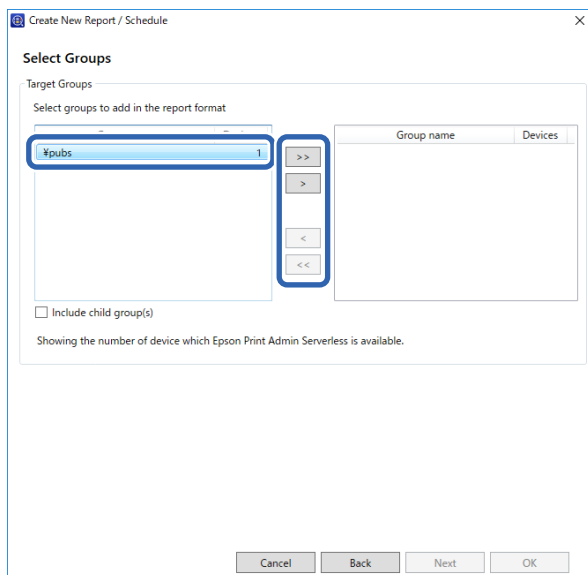 Create New Report / Schedule
Select Groups
Target Groups
Select groups to add in the report format
Group name Devices
¥pubs 1
>>
>
<
<<
Include child group(s)
Showing the number of device which Epson Print Admin Serverless is available.
Cancel Back Next OK